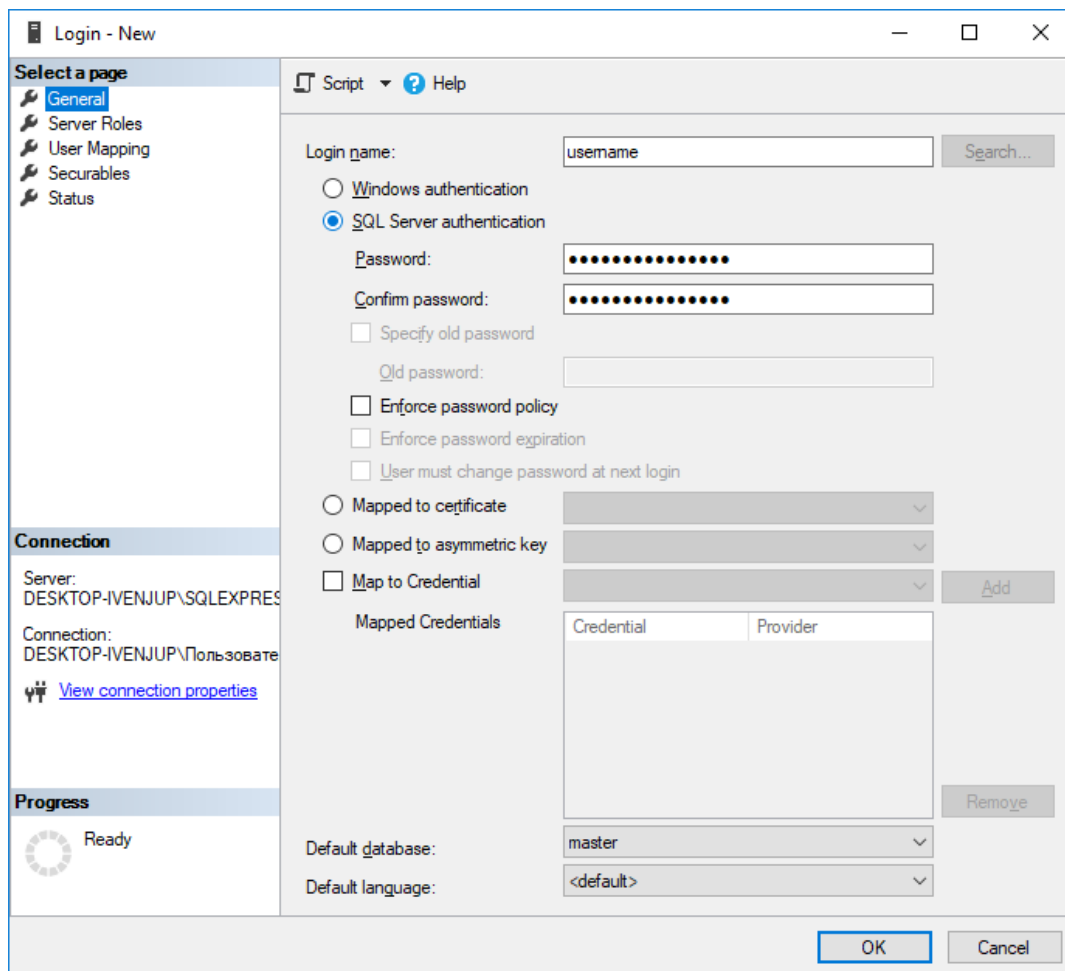 Login - New
Select a page
General
Server Roles
User Mapping
Securables
Status
Script
Help
Login name:
username
Search...
Windows authentication
SQL Server authentication
Password:
●●●●●●●●●●●●●●●
Confirm password:
●●●●●●●●●●●●●●●
Specify old password
Old password:
Enforce password policy
Enforce password expiration
User must change password at next login
Mapped to certificate
Mapped to asymmetric key
Map to Credential
Add
Mapped Credentials
Credential
Provider
Remove
Default database:
master
Default language:
<default>
Connection
Server:
DESKTOP-IVENJUP\SQLEXPRES
Connection:
DESKTOP-IVENJUP\Пользовате
View connection properties
Progress
Ready
OK
Cancel